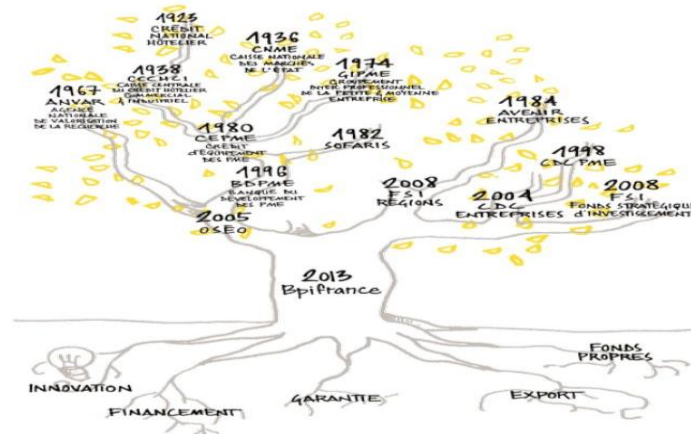 1923
CRÉDIT
NATIONAL
HÔTELIER
1936
CNME
CAISSE NATIONALE
DES MARCHÉS
DE L'ÉTAT
1974
GIPME
GROUPEMENT
INTER PROFESSIONNEL
DE LA PETITE & MOYENNE
ENTREPRISE
1938
CCCHCI
CAISSE CENTRALE
DU CRÉDIT HÔTELIER
COMMERCIAL
& INDUSTRIEL
1967
ANVAR
AGENCE
NATIONALE
DE VALORISATION
DE LA RECHERCHE
1980
CEPME
CRÉDIT
D'ÉQUIPEMENT
DES PME
1982
SOFARIS
1984
AVENIR
ENTREPRISES
1998
CDC PME
1996
BDPME
BANQUE DU
DÉVELOPPEMENT
DES PME
2008
FSI
RÉGIONS
2004
CDC
ENTREPRISES
2008
FSI
FONDS STRATÉGIQUE
D'INVESTISSEMENT
2005
OSEO
2013
Bpifrance
INNOVATION
FINANCEMENT
GARANTIE
EXPORT
FONDS
PROPRES